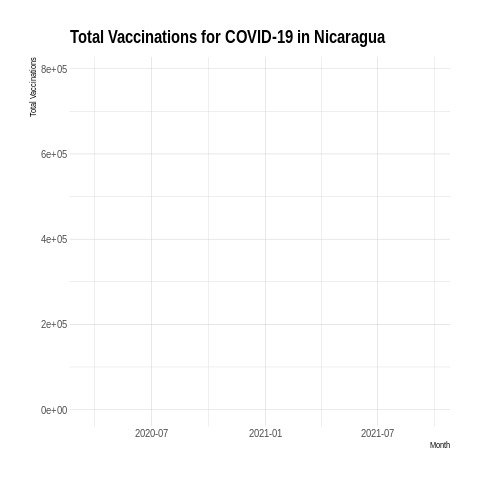 Total Vaccinations for COVID-19 in Nicaragua
Total Vaccinations
8e+05
6e+05
4e+05
2e+05
0e+00
2020-07
2021-01
2021-07
Month